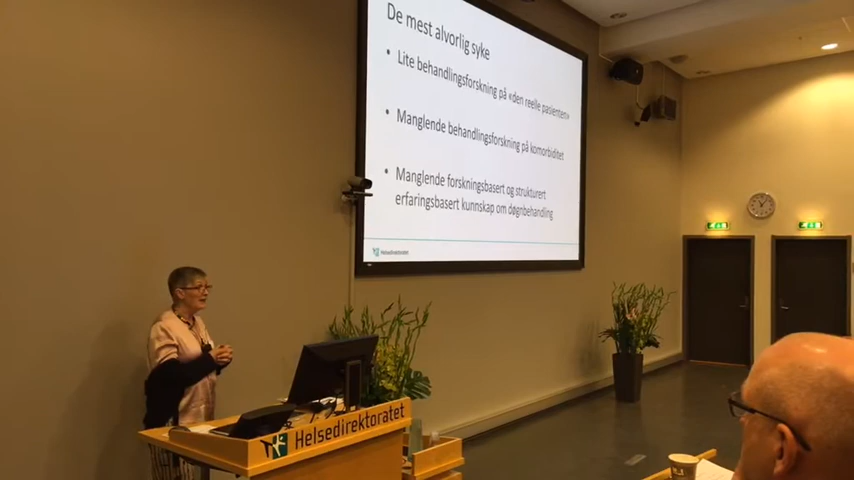 De mest alvorlig syke
• Lite behandlingsforskning på «den reelle pasienten»
• Manglende behandlingsforskning på komorbiditet
• Manglende forskningsbasert og strukturert
erfaringsbasert kunnskap om døgnbehandling
Helsedirektoratet
Helsedirektoratet